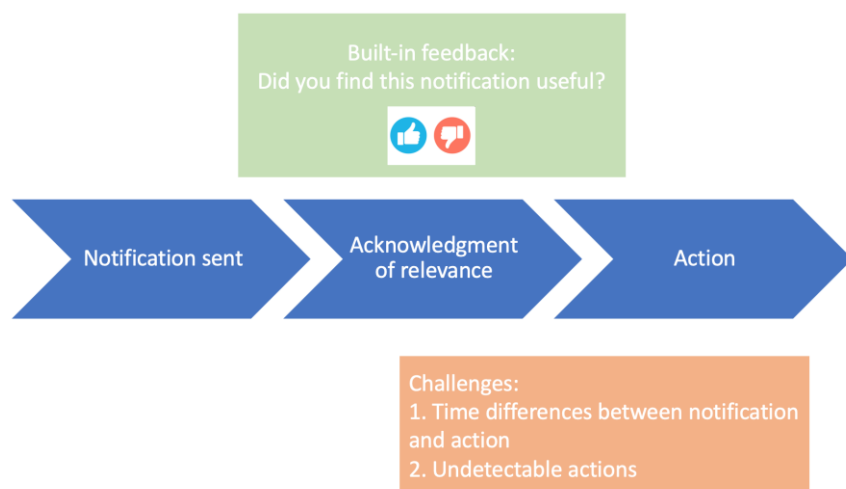 Built-in feedback:
Did you find this notification useful?
Notification sent
Acknowledgment
of relevance
Action
Challenges:
1. Time differences between notification
and action
2. Undetectable actions